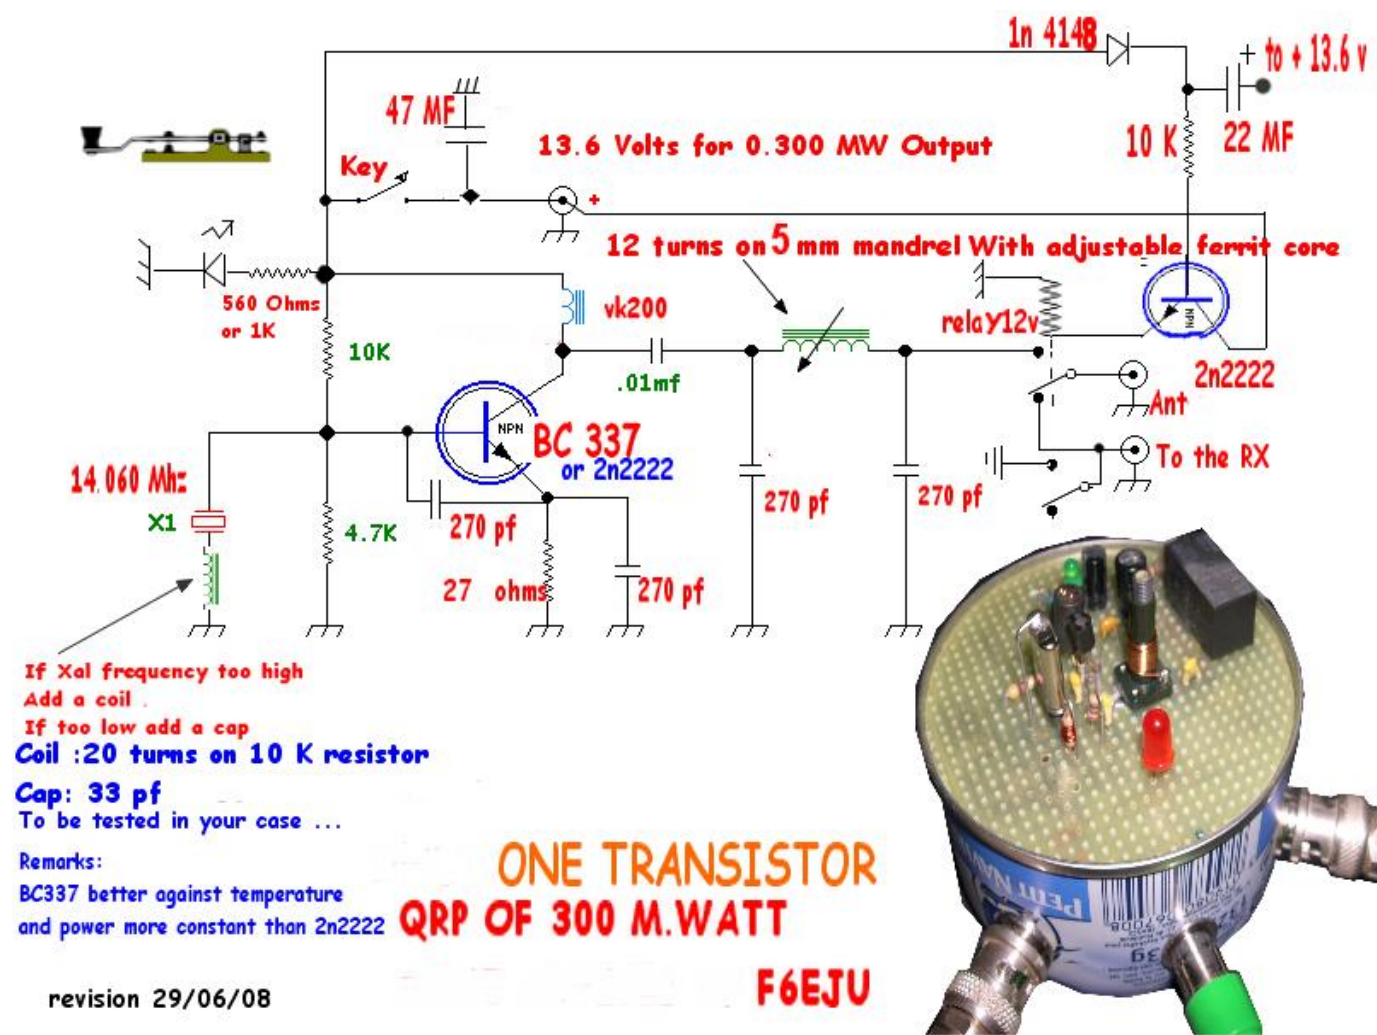 1n 4148
+ to + 13.6 v
47 MF
13.6 Volts for 0.300 MW Output
10 K
22 MF
Key
+
12 turns on 5 mm mandrel With adjustable ferrit core
560 Ohms
or 1K
vk200
relaY12v
NPN
2n2222
10K
.01mf
Ant
NPN
BC 337
or 2n2222
To the RX
14.060 Mhz
X1
4.7K
270 pf
270 pf
270 pf
27 ohms
270 pf
If Xal frequency too high
Add a coil .
If too low add a cap
Coil :20 turns on 10 K resistor
Cap: 33 pf
To be tested in your case ...
Remarks:
BC337 better against temperature
and power more constant than 2n2222
ONE TRANSISTOR
QRP OF 300 M.WATT
F6EJU
revision 29/06/08
PETIT NAV